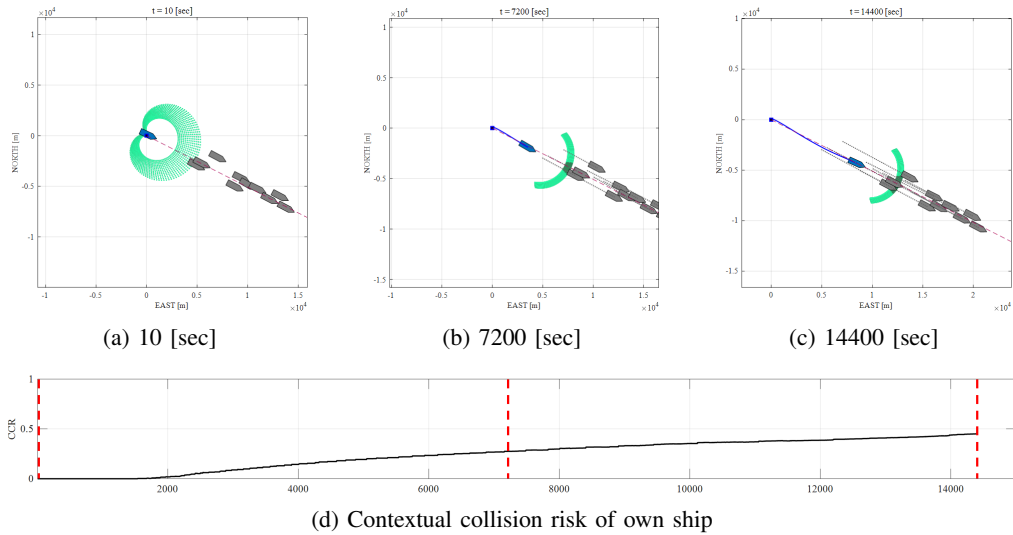 ×10⁴ t = 10 [sec]
1
0.5
0
-0.5
-1
NORTH [m]
-1 -0.5 0 0.5 1 1.5
EAST [m] ×10⁴
(a) 10 [sec]
×10⁴ t = 7200 [sec]
1
0.5
0
-0.5
-1
-1.5
NORTH [m]
-1 -0.5 0 0.5 1 1.5
EAST [m] ×10⁴
(b) 7200 [sec]
×10⁴ t = 14400 [sec]
1
0.5
0
-0.5
-1
-1.5
NORTH [m]
-0.5 0 0.5 1 1.5 2
EAST [m] ×10⁴
(c) 14400 [sec]
1
0.5
0
CCR
2000 4000 6000 8000 10000 12000 14000
(d) Contextual collision risk of own ship